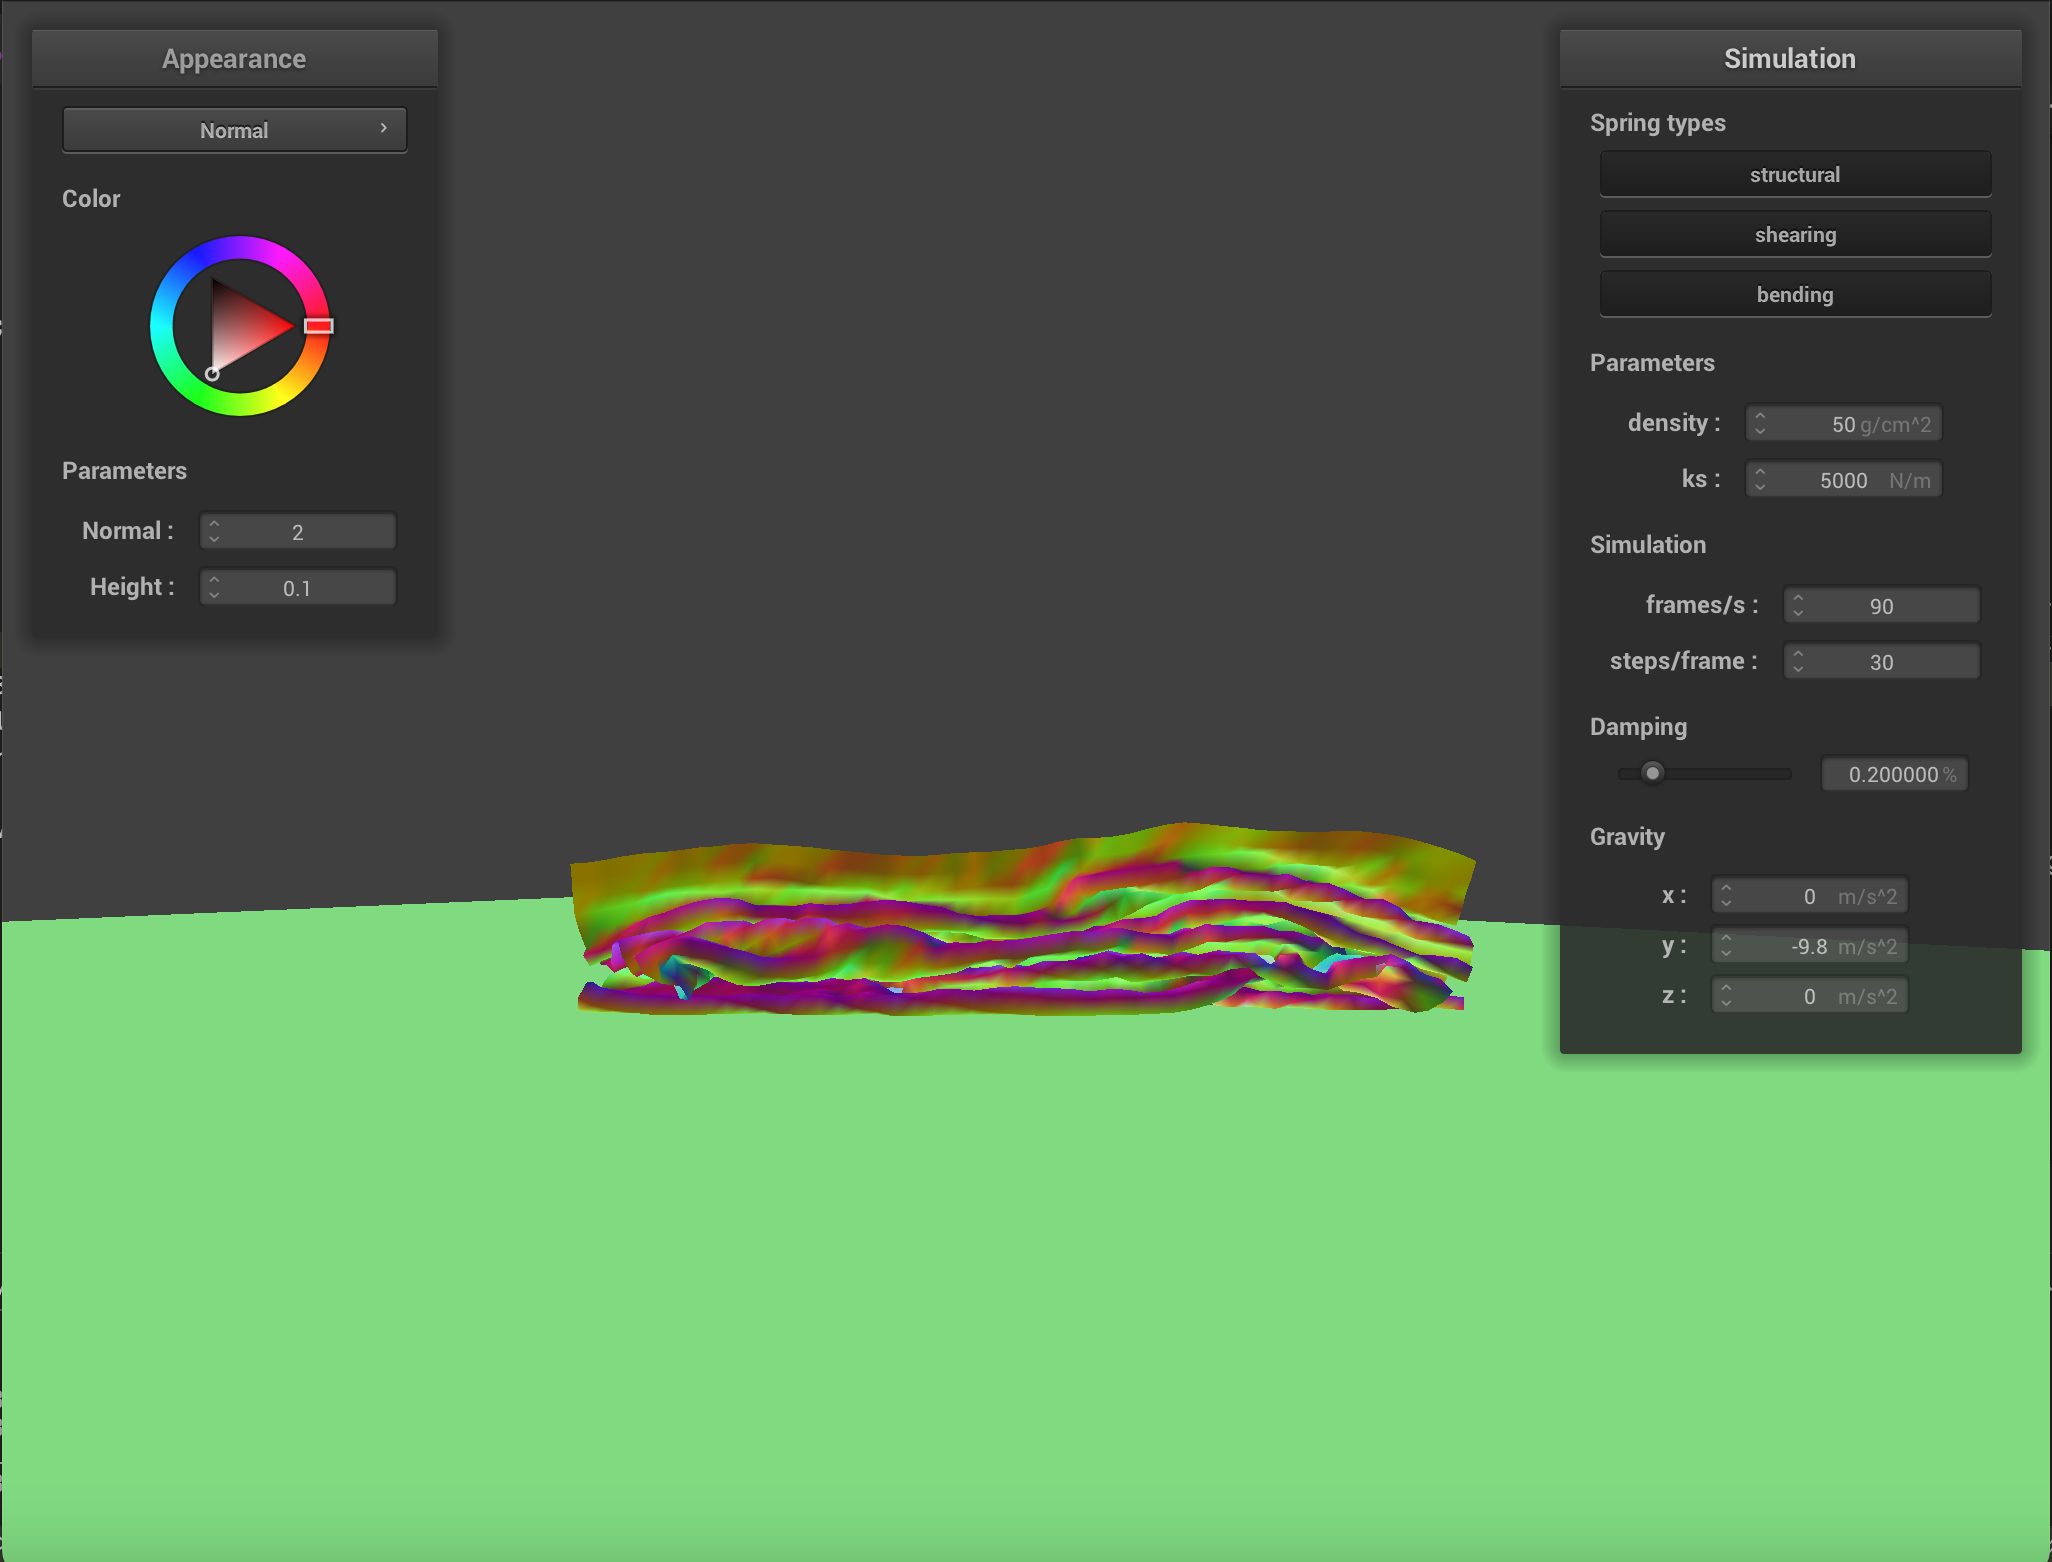 Appearance
Normal
Color
Parameters
Normal : 2
Height : 0.1
Simulation
Spring types
structural
shearing
bending
Parameters
density : 50 g/cm^2
ks : 5000 N/m
Simulation
frames/s : 90
steps/frame : 30
Damping
0.200000 %
Gravity
x : 0 m/s^2
y : -9.8 m/s^2
z : 0 m/s^2